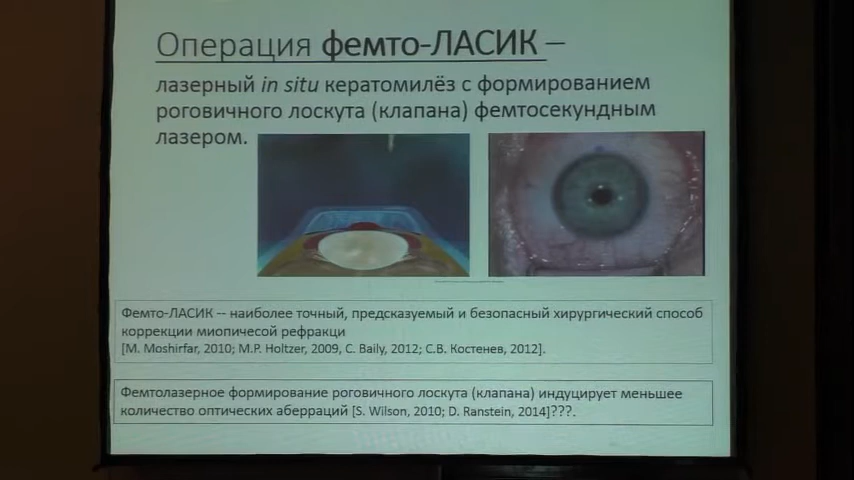 Операция фемто-ЛАСИК –
лазерный in situ кератомилёз с формированием
роговичного лоскута (клапана) фемтосекундным
лазером.
Фемто-ЛАСИК -- наиболее точный, предсказуемый и безопасный хирургический способ
коррекции миопичесой рефракци
[M. Moshirfar, 2010; M.P. Holtzer, 2009, C. Baily, 2012; С.В. Костенев, 2012].
Фемтолазерное формирование роговичного лоскута (клапана) индуцирует меньшее
количество оптических аберраций [S. Wilson, 2010; D. Ranstein, 2014]???.